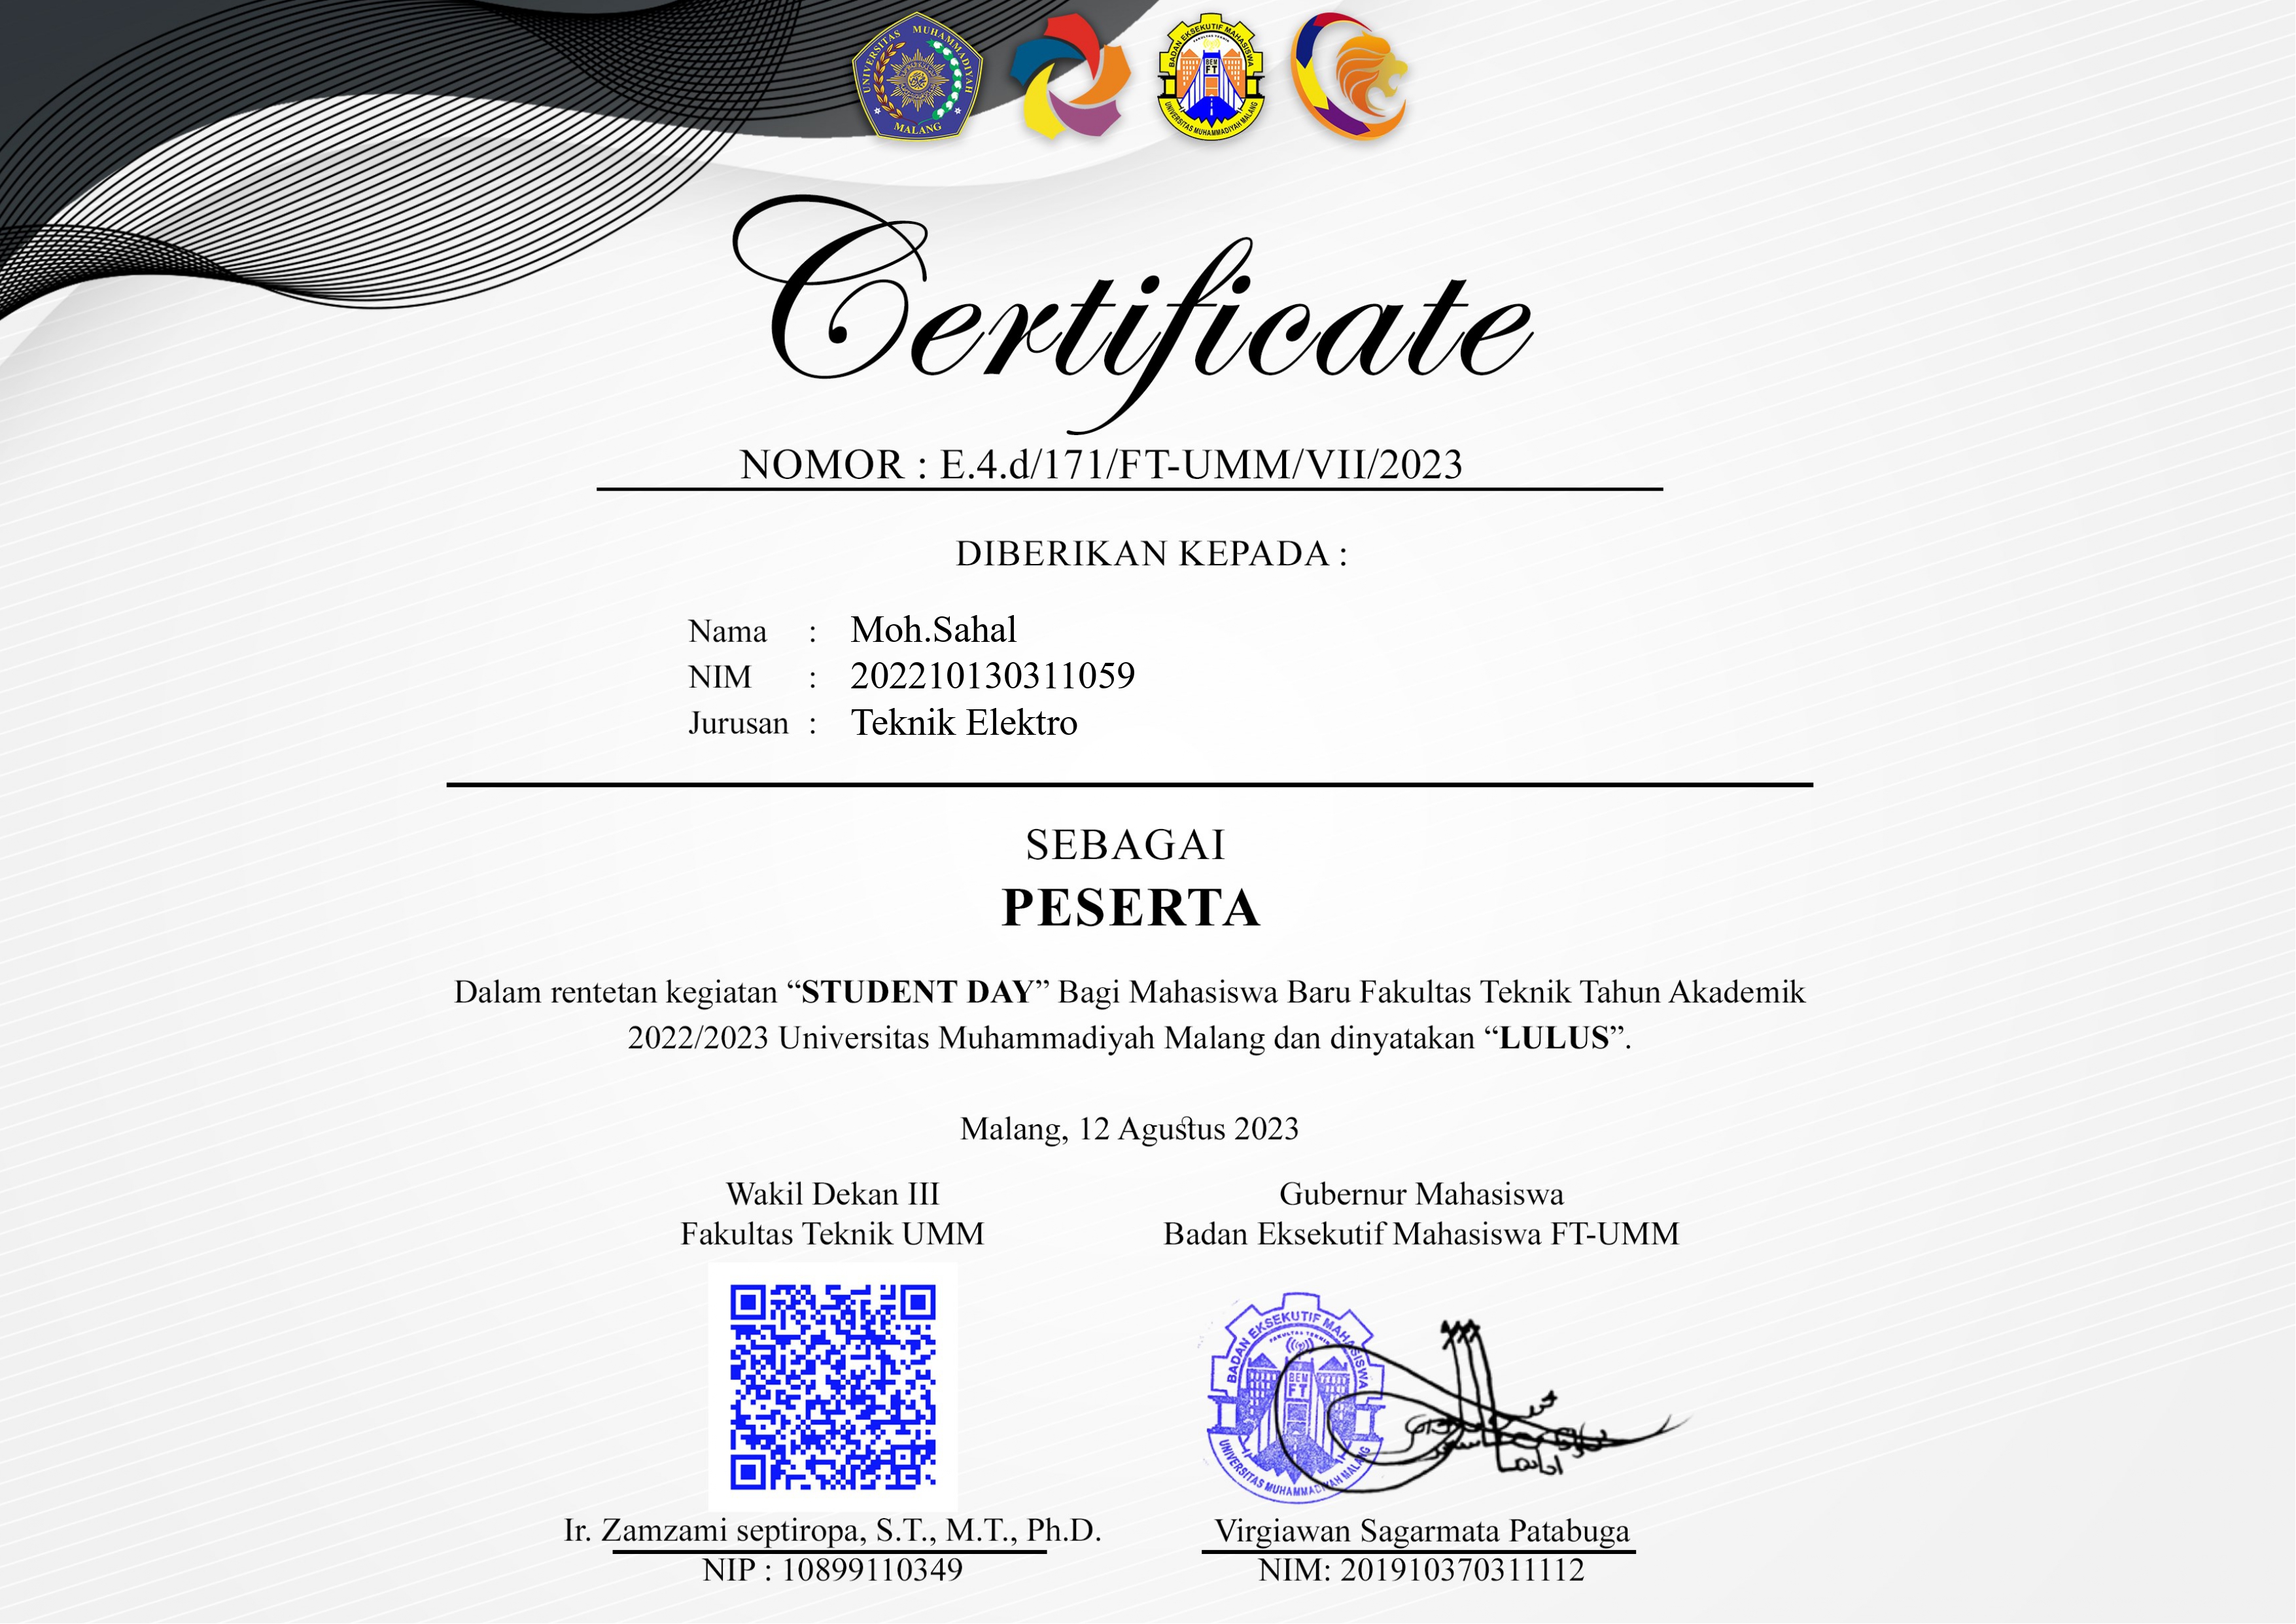 UNIVERSITAS MUHAMMADIYAH
MALANG
BADAN EKSEKUTIF MAHASISWA
FAKULTAS TEKNIK
BEM
FT
UNIVERSITAS MUHAMMADIYAH MALANG
Certificate
NOMOR : E.4.d/171/FT-UMM/VII/2023
DIBERIKAN KEPADA :
Nama : Moh.Sahal
NIM : 202210130311059
Jurusan : Teknik Elektro
SEBAGAI
PESERTA
Dalam rentetan kegiatan “STUDENT DAY” Bagi Mahasiswa Baru Fakultas Teknik Tahun Akademik
2022/2023 Universitas Muhammadiyah Malang dan dinyatakan “LULUS”.
Malang, 12 Agustus 2023
Wakil Dekan III
Fakultas Teknik UMM
Gubernur Mahasiswa
Badan Eksekutif Mahasiswa FT-UMM
BADAN EKSEKUTIF MAHASISWA
FAKULTAS TEKNIK
BEM
FT
UNIVERSITAS MUHAMMADIYAH MALANG
Ir. Zamzami septiropa, S.T., M.T., Ph.D.
NIP : 10899110349
Virgiawan Sagarmata Patabuga
NIM: 201910370311112